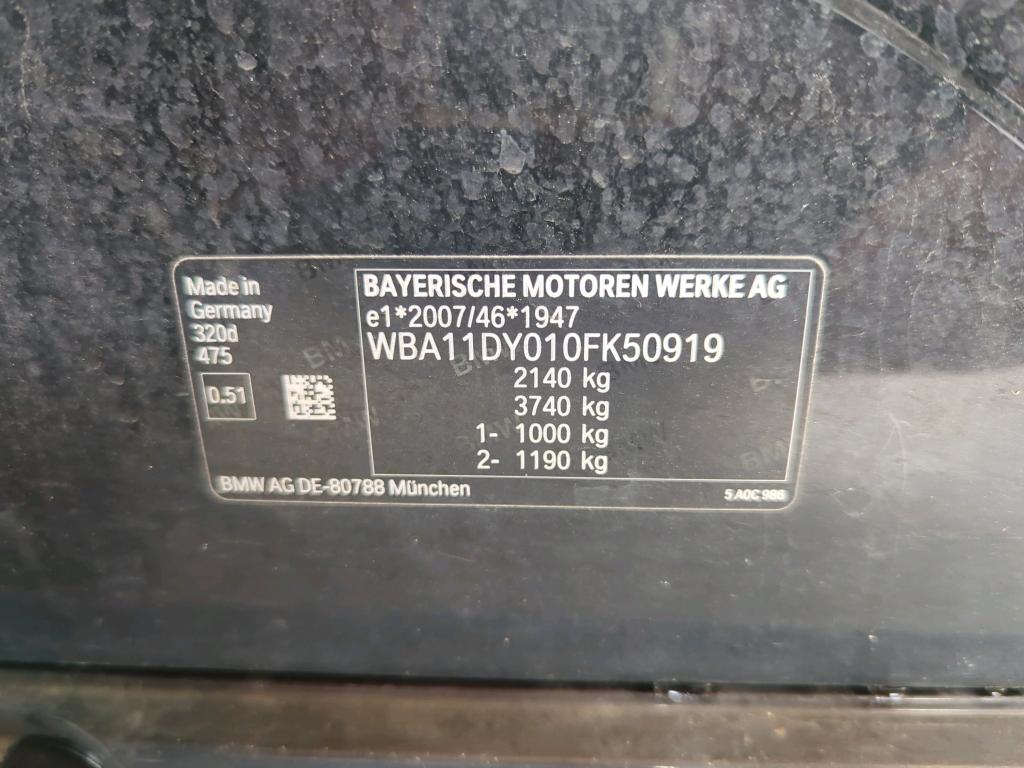 Made in
Germany
320d
475
0.51
BAYERISCHE MOTOREN WERKE AG
e1*2007/46*1947
WBA11DY010FK50919
2140 kg
3740 kg
1- 1000 kg
2- 1190 kg
BMW AG DE-80788 München
5 A0C 986